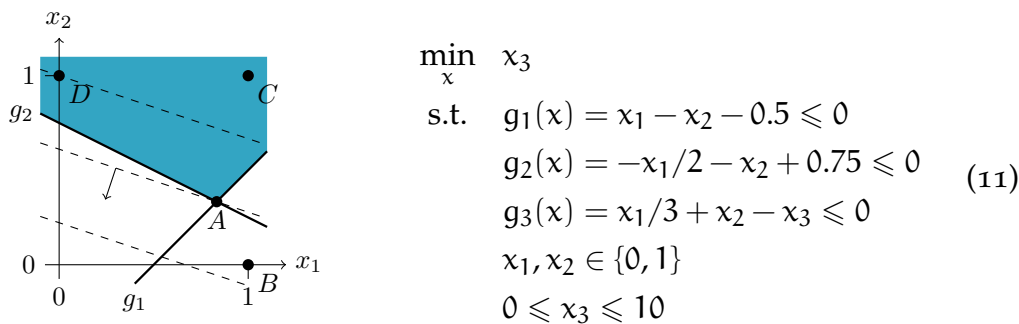 x₂
1
D
C
g₂
A
0
x₁
B
0
g₁
1
min x₃
x
s.t. g₁(x) = x₁ − x₂ − 0.5 ⩽ 0
g₂(x) = −x₁/2 − x₂ + 0.75 ⩽ 0
(11)
g₃(x) = x₁/3 + x₂ − x₃ ⩽ 0
x₁, x₂ ∈ {0, 1}
0 ⩽ x₃ ⩽ 10